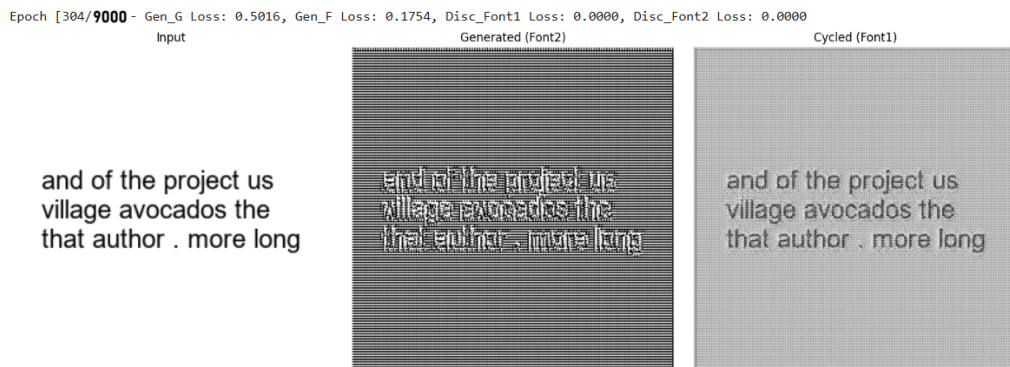 Epoch [304/9000 - Gen_G Loss: 0.5016, Gen_F Loss: 0.1754, Disc_Font1 Loss: 0.0000, Disc_Font2 Loss: 0.0000
Input
Generated (Font2)
Cycled (Font1)
and of the project us
village avocados the
that author . more long
and of the project us
village avocados the
that author . more long
and of the project us
village avocados the
that author . more long